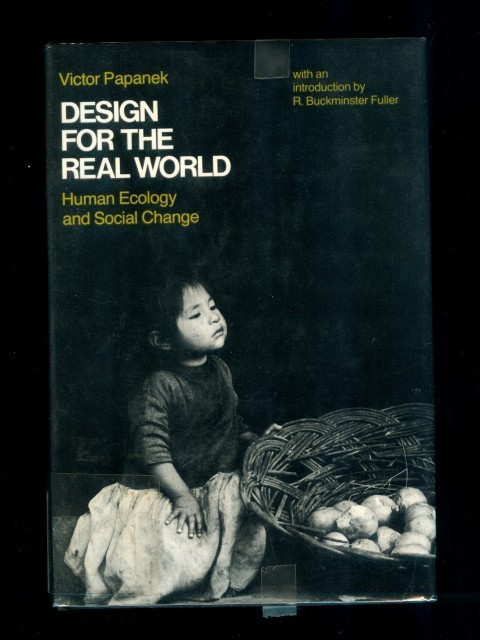 Victor Papanek
DESIGN
FOR THE
REAL WORLD
Human Ecology
and Social Change
with an
introduction by
R. Buckminster Fuller